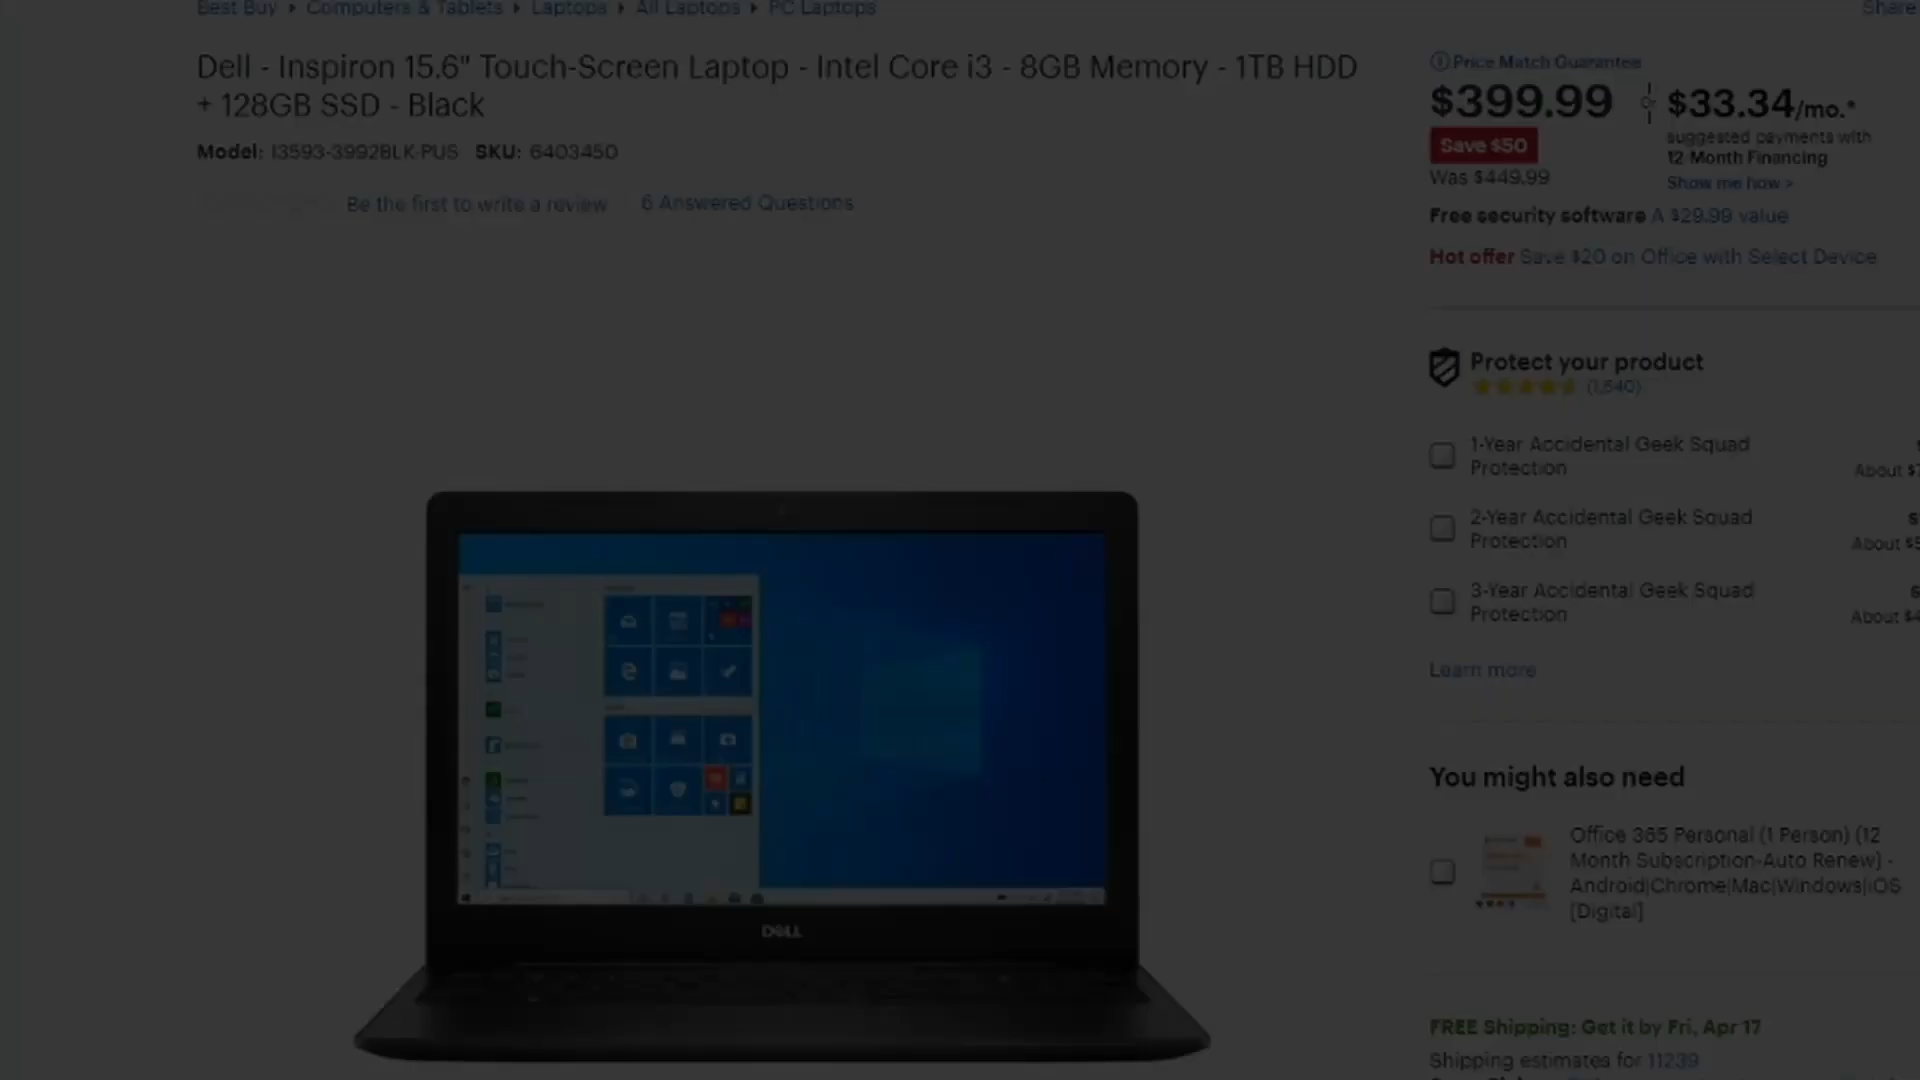 Best Buy › Computers & Tablets › Laptops › All Laptops › PC Laptops
Share
Dell - Inspiron 15.6" Touch-Screen Laptop - Intel Core i3 - 8GB Memory - 1TB HDD
+ 128GB SSD - Black
Model: I3593-3992BLK-PUS SKU: 6403450
Be the first to write a review
6 Answered Questions
Price Match Guarantee
$399.99
or
$33.34/mo.*
Save $50
Was $449.99
suggested payments with
12-Month Financing
Show me how >
Free security software A $29.99 value
Hot offer Save $20 on Office with Select Device
Protect your product
(1,540)
1-Year Accidental Geek Squad
Protection
About
2-Year Accidental Geek Squad
Protection
About
3-Year Accidental Geek Squad
Protection
About
Learn more
You might also need
Office 365 Personal (1 Person) (12
Month Subscription-Auto Renew) -
Android|Chrome|Mac|Windows|iOS
[Digital]
DELL
FREE Shipping: Get it by Fri, Apr 17
Shipping estimates for 11239